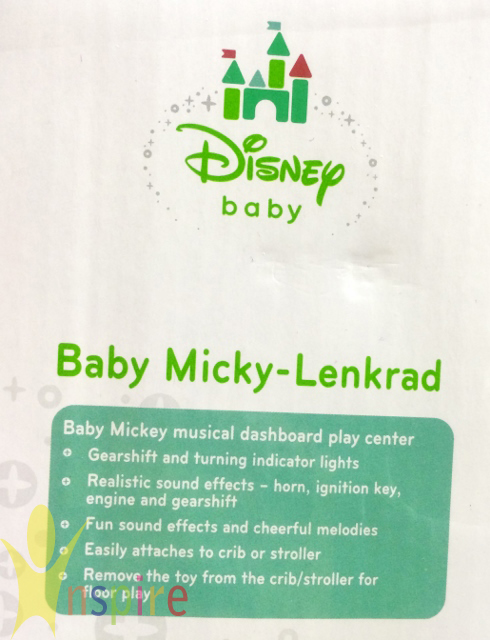 Disney
baby
Baby Micky-Lenkrad
Baby Mickey musical dashboard play center
Gearshift and turning indicator lights
Realistic sound effects – horn, ignition key,
engine and gearshift
Fun sound effects and cheerful melodies
Easily attaches to crib or stroller
Remove the toy from the crib/stroller for
floor play
nspire